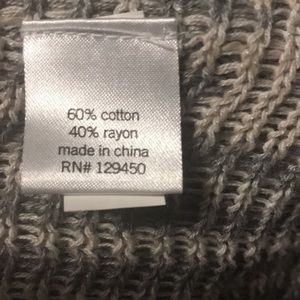 60% cotton
40% rayon
made in china
RN# 129450